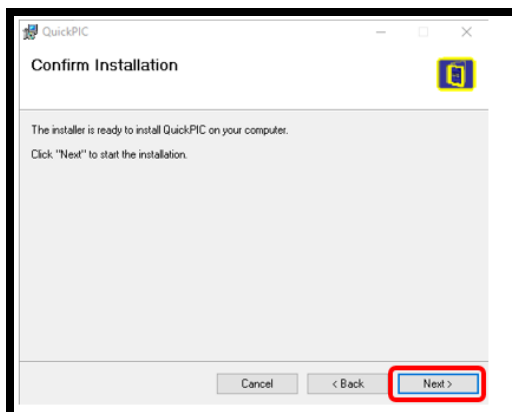 QuickPIC
Confirm Installation
The installer is ready to install QuickPIC on your computer.
Click "Next" to start the installation.
Cancel
< Back
Next >